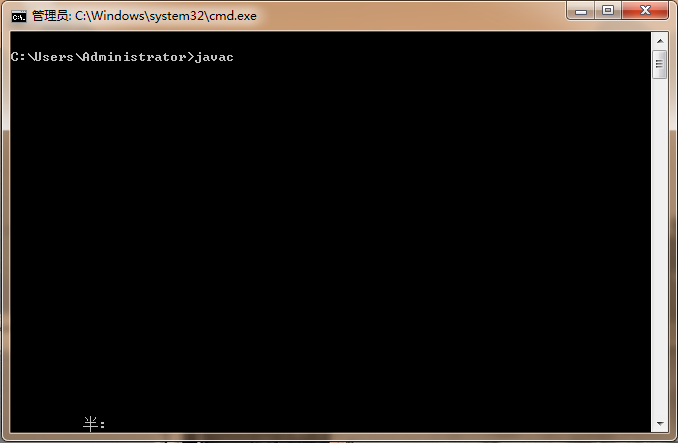 管理员: C:\Windows\system32\cmd.exe
C:\Users\Administrator>javac
半: